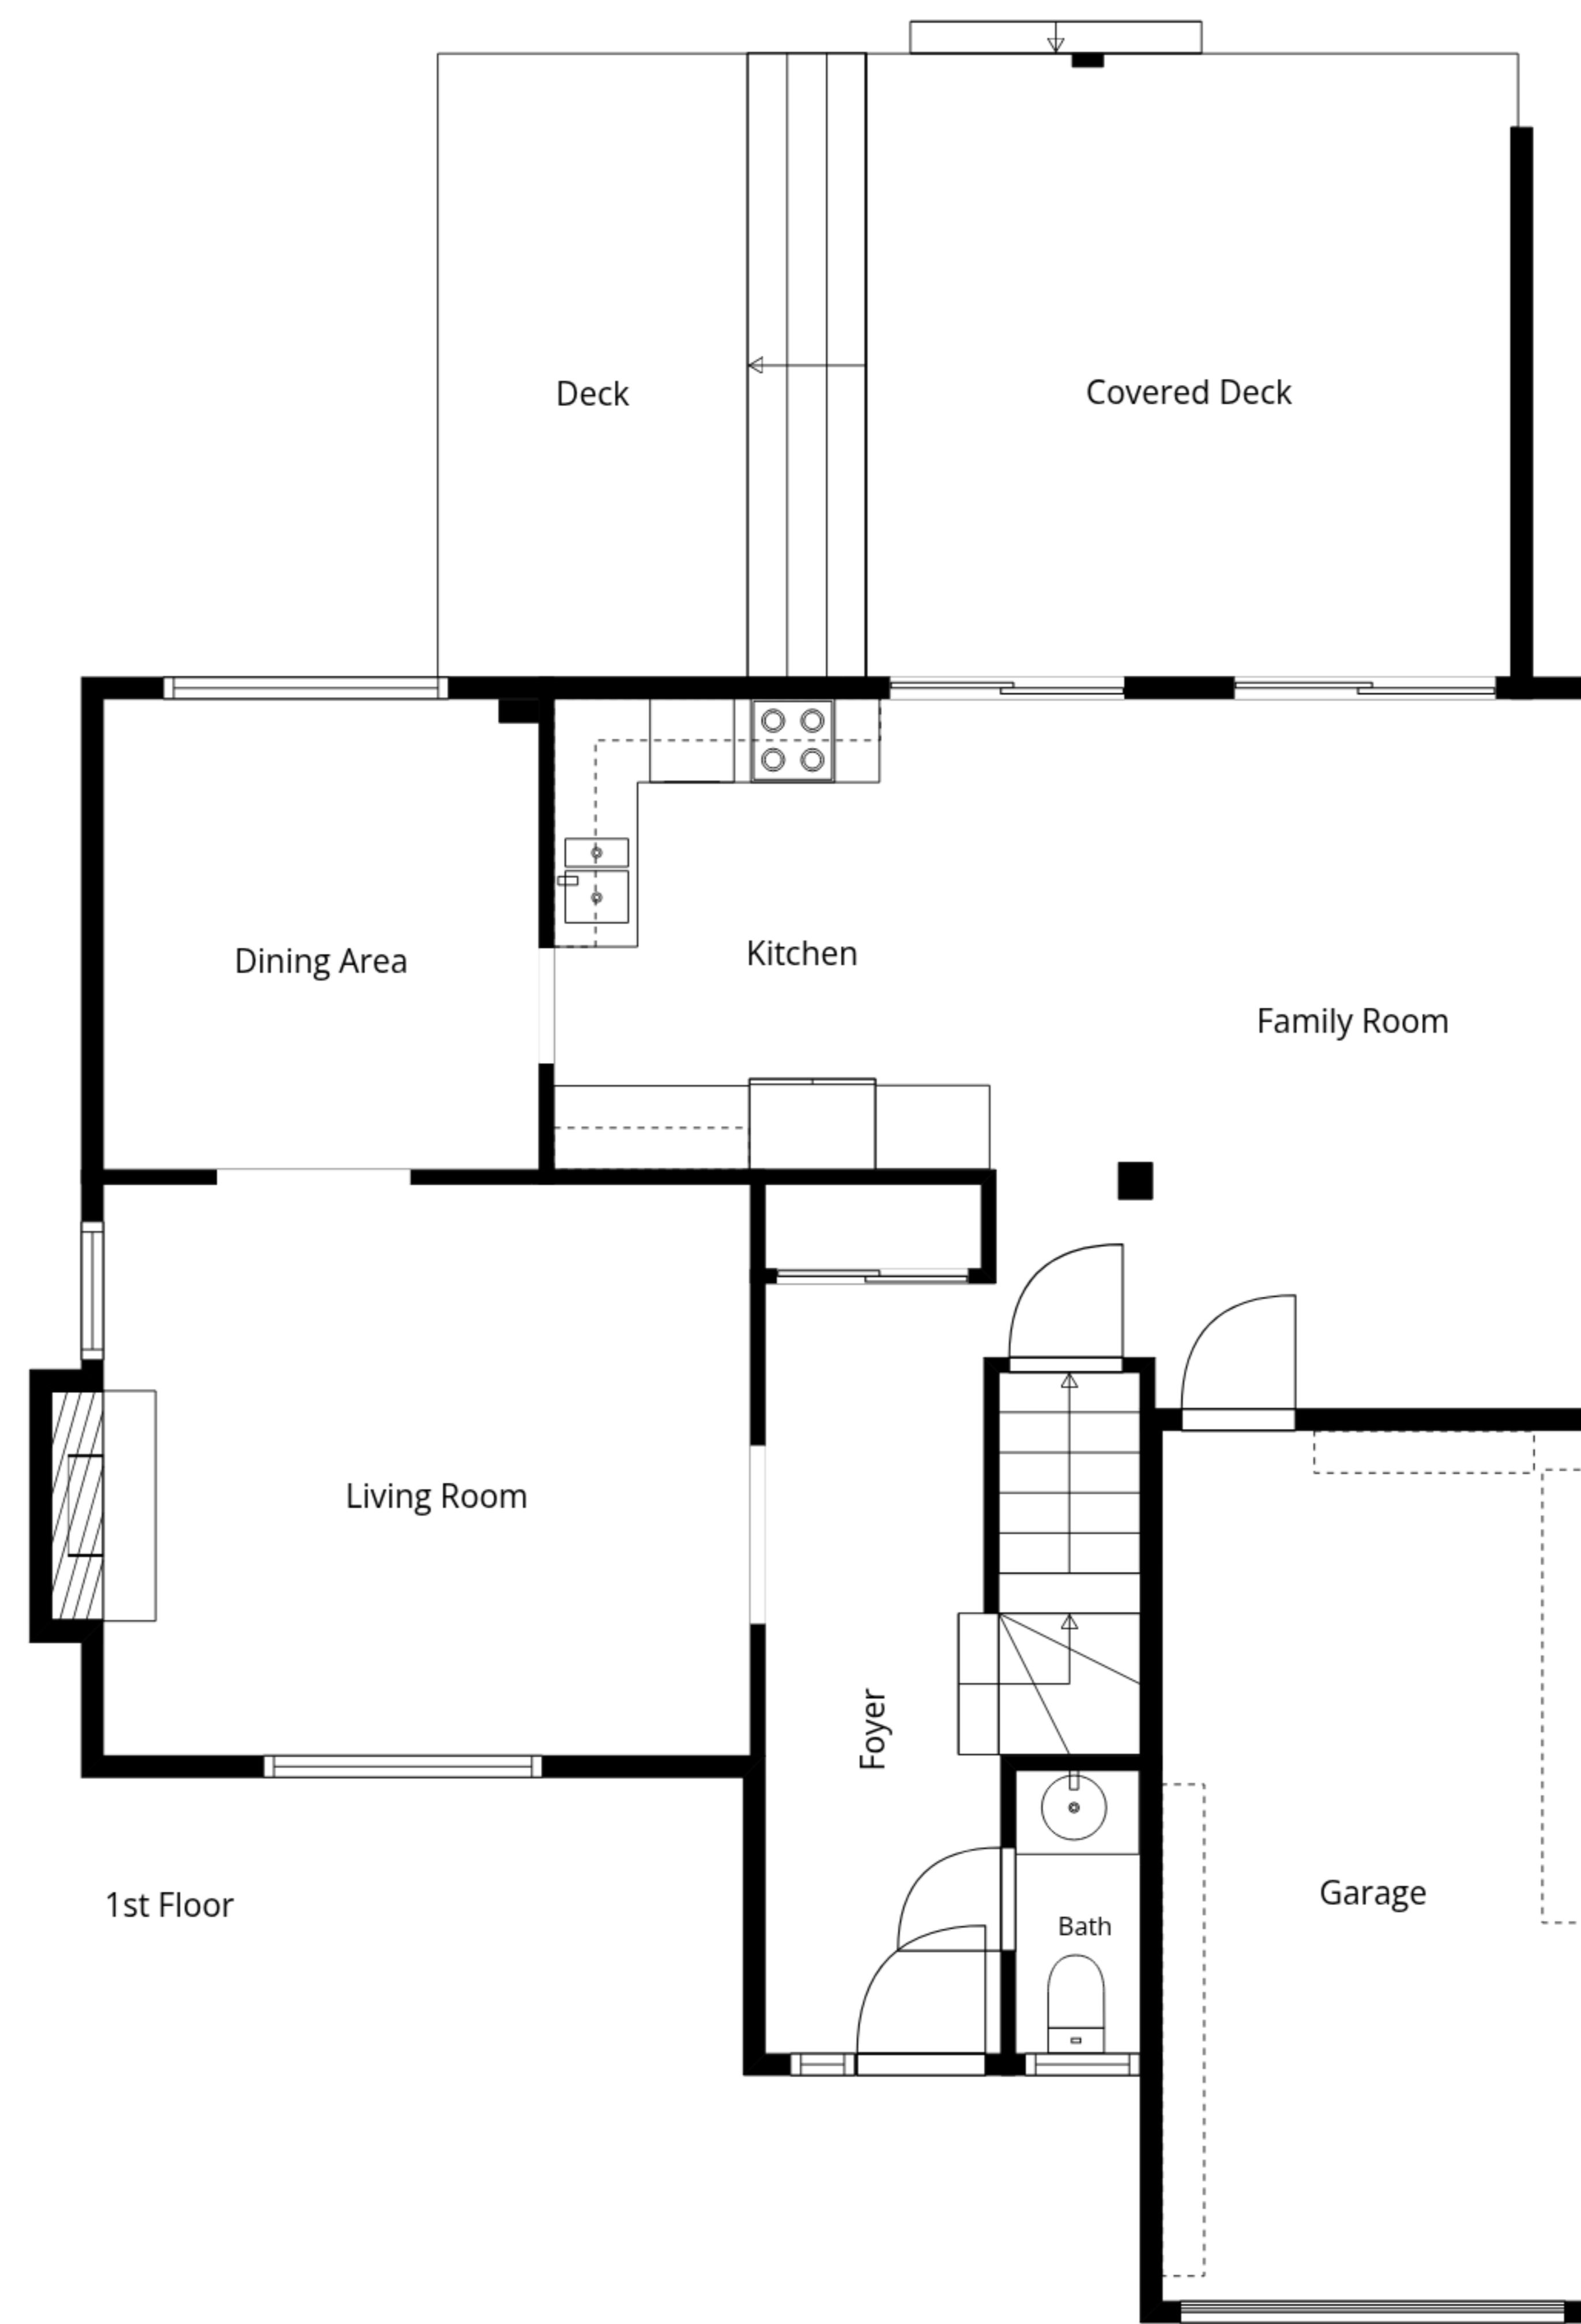 Deck
Covered Deck
Dining Area
Kitchen
Family Room
Living Room
Foyer
1st Floor
Bath
Garage